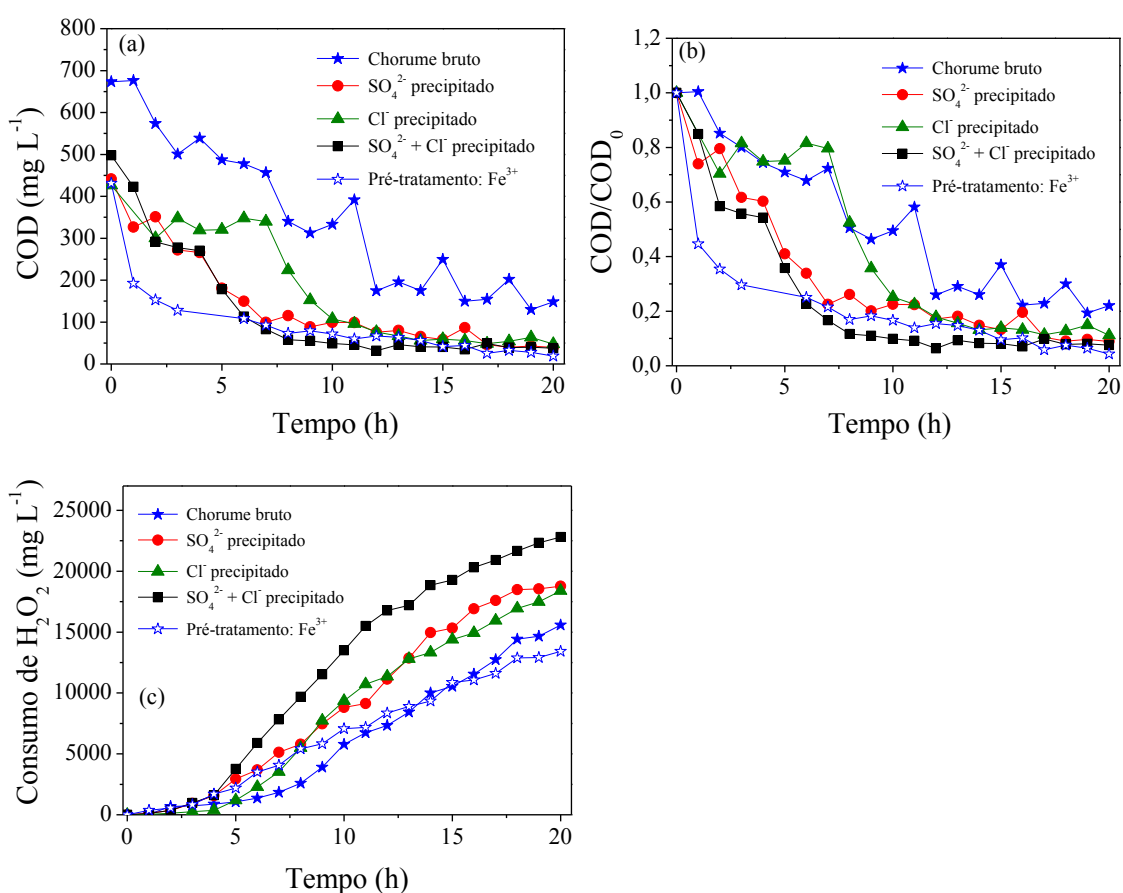 (a)
COD (mg L⁻¹)
800
700
600
500
400
300
200
100
0
Chorume bruto
SO₄²⁻ precipitado
Cl⁻ precipitado
SO₄²⁻ + Cl⁻ precipitado
Pré-tratamento: Fe³⁺
0 5 10 15 20
Tempo (h)
(b)
COD/COD₀
1,2
1,0
0,8
0,6
0,4
0,2
0,0
Chorume bruto
SO₄²⁻ precipitado
Cl⁻ precipitado
SO₄²⁻ + Cl⁻ precipitado
Pré-tratamento: Fe³⁺
0 5 10 15 20
Tempo (h)
(c)
Consumo de H₂O₂ (mg L⁻¹)
25000
20000
15000
10000
5000
0
Chorume bruto
SO₄²⁻ precipitado
Cl⁻ precipitado
SO₄²⁻ + Cl⁻ precipitado
Pré-tratamento: Fe³⁺
0 5 10 15 20
Tempo (h)